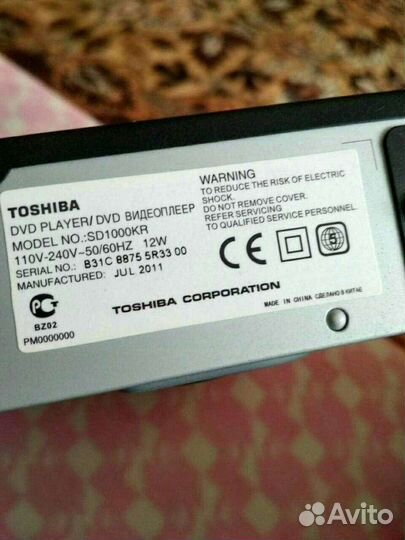 TOSHIBA
DVD PLAYER/ DVD ВИДЕОПЛЕЕР
MODEL NO.:SD1000KR
110V-240V~50/60HZ 12W
SERIAL NO.: B31C 8875 5R33 00
MANUFACTURED: JUL 2011
WARNING
TO REDUCE THE RISK OF ELECTRIC
SHOCK.
DO NOT REMOVE COVER.
REFER SERVICING
TO QUALIFIED SERVICE PERSONNEL.
РСТ
BZ02
PM0000000
TOSHIBA CORPORATION
CE
5
MADE IN CHINA СДЕЛАНО В КИТАЕ
Avito